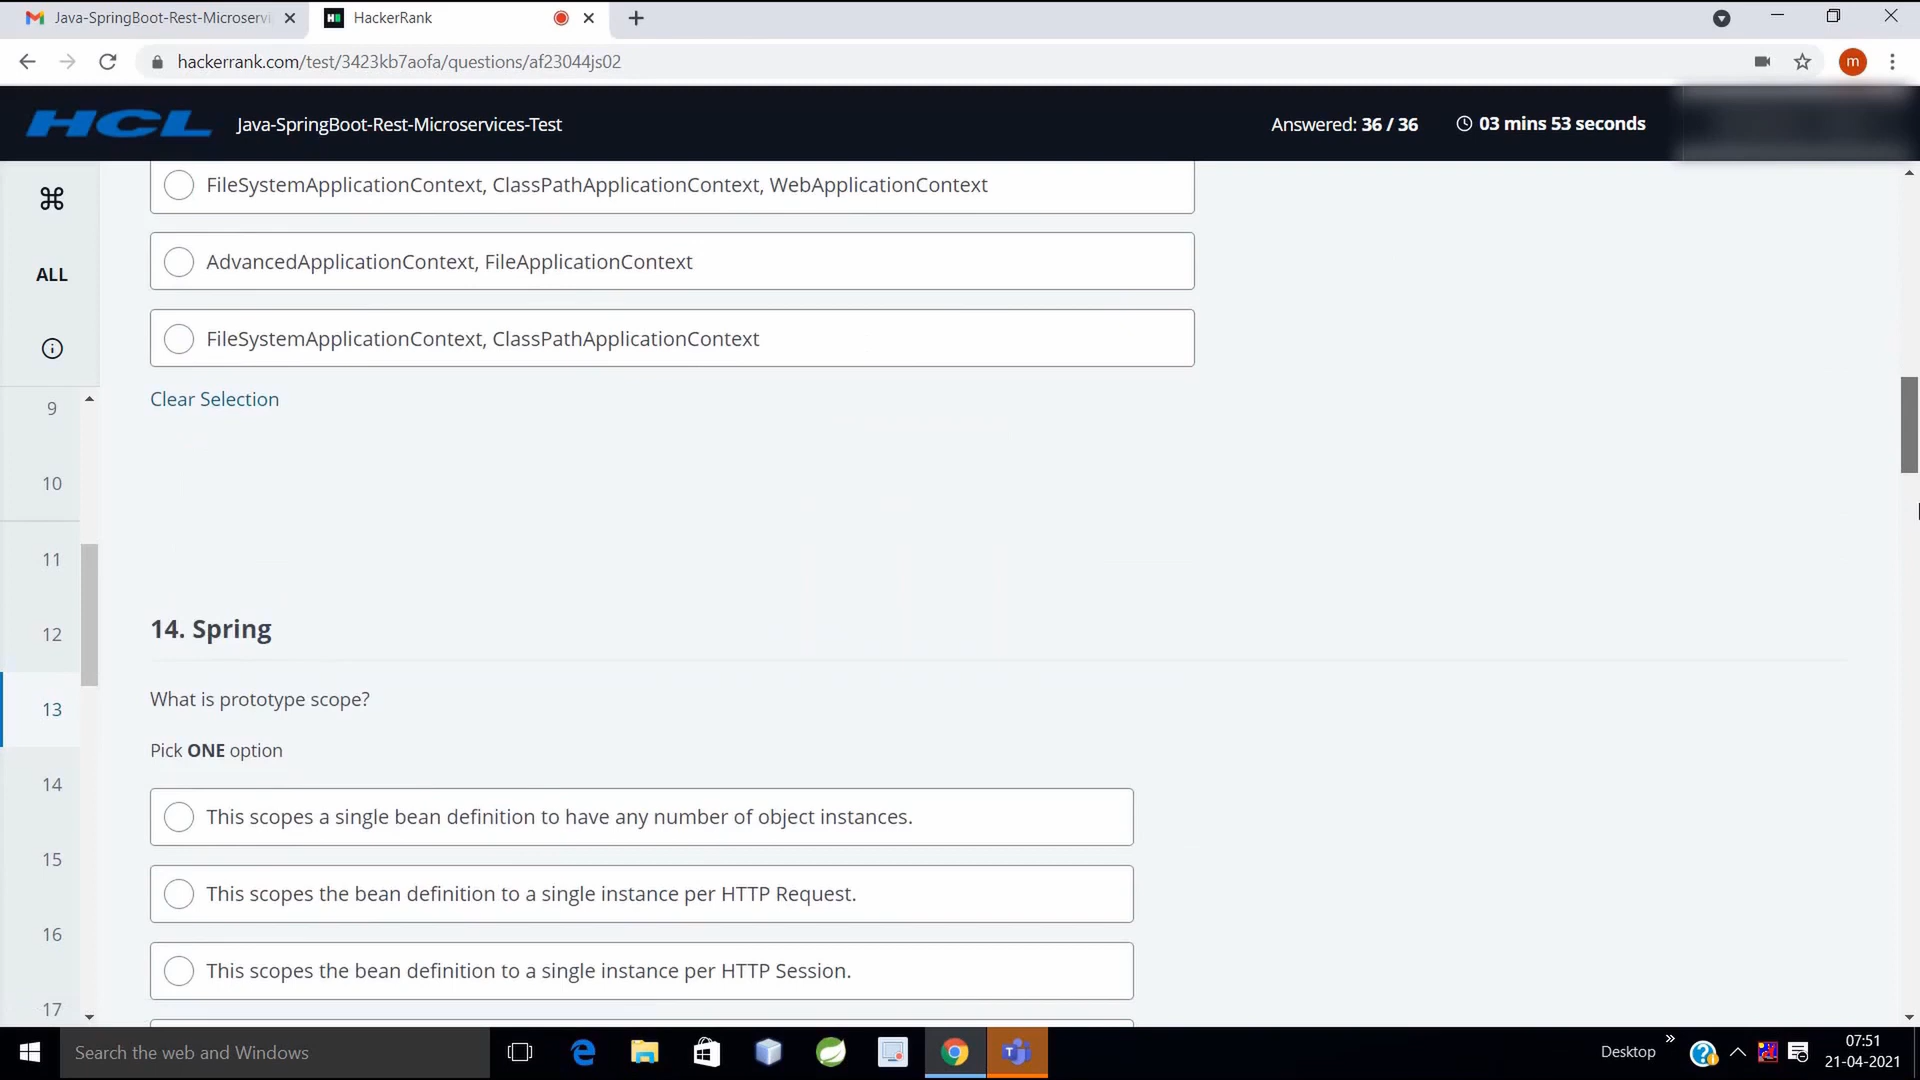 Java-SpringBoot-Rest-Microservi
HackerRank
hackerrank.com/test/3423kb7aofa/questions/af23044js02
m
HCL
Java-SpringBoot-Rest-Microservices-Test
Answered: 36 / 36
03 mins 53 seconds
FileSystemApplicationContext, ClassPathApplicationContext, WebApplicationContext
ALL
AdvancedApplicationContext, FileApplicationContext
FileSystemApplicationContext, ClassPathApplicationContext
Clear Selection
9
10
11
12
13
14
15
16
17
14. Spring
What is prototype scope?
Pick ONE option
This scopes a single bean definition to have any number of object instances.
This scopes the bean definition to a single instance per HTTP Request.
This scopes the bean definition to a single instance per HTTP Session.
Search the web and Windows
Desktop
07:51
21-04-2021